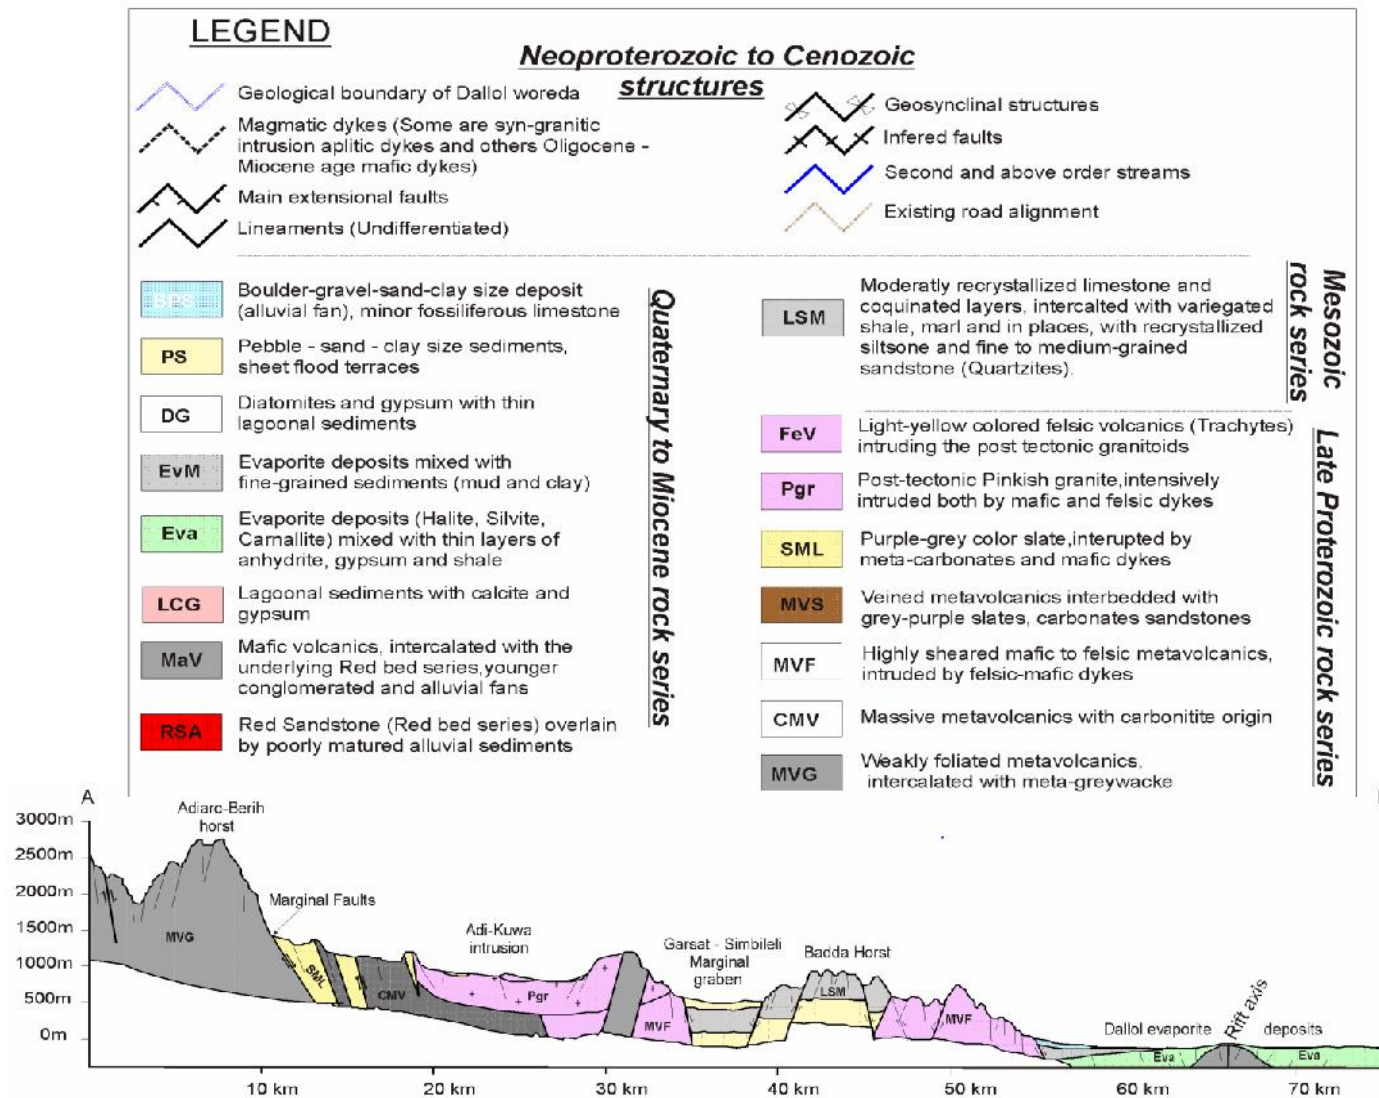 LEGEND
Neoproterozoic to Cenozoic
structures
Geological boundary of Dallol woreda
Magmatic dykes (Some are syn-granitic
intrusion aplitic dykes and others Oligocene -
Miocene age mafic dykes)
Main extensional faults
Lineaments (Undifferentiated)
Geosynclinal structures
Infered faults
Second and above order streams
Existing road alignment
Boulder-gravel-sand-clay size deposit
(alluvial fan), minor fossiliferous limestone
PS
Pebble - sand - clay size sediments,
sheet flood terraces
DG
Diatomites and gypsum with thin
lagoonal sediments
EvM
Evaporite deposits mixed with
fine-grained sediments (mud and clay)
Eva
Evaporite deposits (Halite, Silvite,
Carnallite) mixed with thin layers of
anhydrite, gypsum and shale
LCG
Lagoonal sediments with calcite and
gypsum
MaV
Mafic volcanics, intercalated with the
underlying Red bed series,younger
conglomerated and alluvial fans
RSA
Red Sandstone (Red bed series) overlain
by poorly matured alluvial sediments
Quaternary to Miocene rock series
LSM
Moderatly recrystallized limestone and
coquinated layers, intercalted with variegated
shale, marl and in places, with recrystallized
siltsone and fine to medium-grained
sandstone (Quartzites).
Mesozoic
rock series
FeV
Light-yellow colored felsic volcanics (Trachytes)
intruding the post tectonic granitoids
Pgr
Post-tectonic Pinkish granite,intensively
intruded both by mafic and felsic dykes
SML
Purple-grey color slate,interupted by
meta-carbonates and mafic dykes
MVS
Veined metavolcanics interbedded with
grey-purple slates, carbonates sandstones
MVF
Highly sheared mafic to felsic metavolcanics,
intruded by felsic-mafic dykes
CMV
Massive metavolcanics with carbonitite origin
MVG
Weakly foliated metavolcanics,
intercalated with meta-greywacke
Late Proterozoic rock series
A
3000m
2500m
2000m
1500m
1000m
500m
0m
Adiaro-Berih
horst
Marginal Faults
Adi-Kuwa
intrusion
Garsat - Simbileli
Marginal
graben
Badda Horst
Dallol evaporite
Rift axis
deposits
MVG
SML
CMV
Pgr
MVF
LSM
MVF
Eva
Eva
10 km
20 km
30 km
40 km
50 km
60 km
70 km